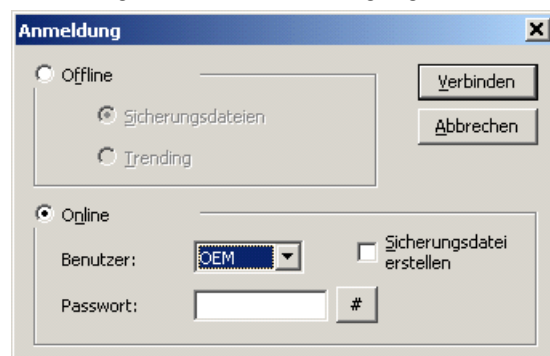 Anmeldung
Offline
Verbinden
Sicherungsdateien
Abbrechen
Trending
Online
Benutzer:
OEM
Sicherungsdatei
erstellen
Passwort:
#